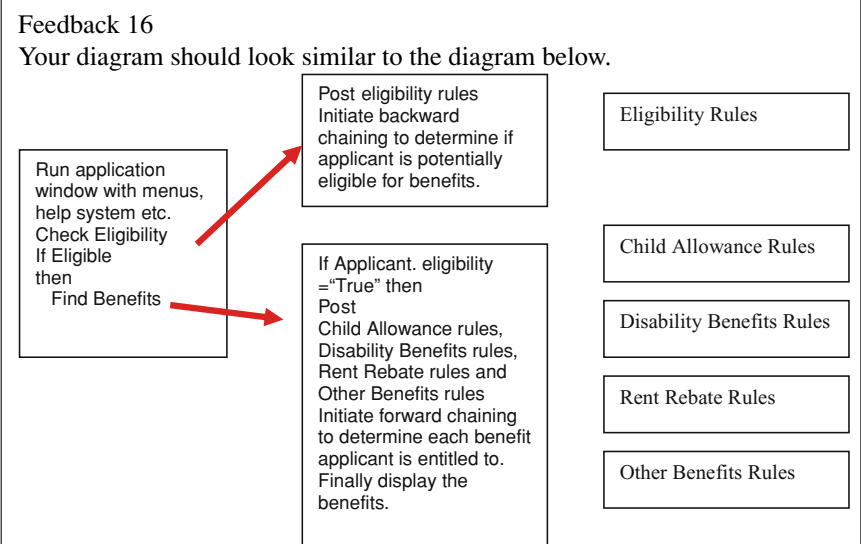 Feedback 16
Your diagram should look similar to the diagram below.
Run application
window with menus,
help system etc.
Check Eligibility
If Eligible
then
Find Benefits
Post eligibility rules
Initiate backward
chaining to determine if
applicant is potentially
eligible for benefits.
If Applicant. eligibility
=“True” then
Post
Child Allowance rules,
Disability Benefits rules,
Rent Rebate rules and
Other Benefits rules
Initiate forward chaining
to determine each benefit
applicant is entitled to.
Finally display the
benefits.
Eligibility Rules
Child Allowance Rules
Disability Benefits Rules
Rent Rebate Rules
Other Benefits Rules